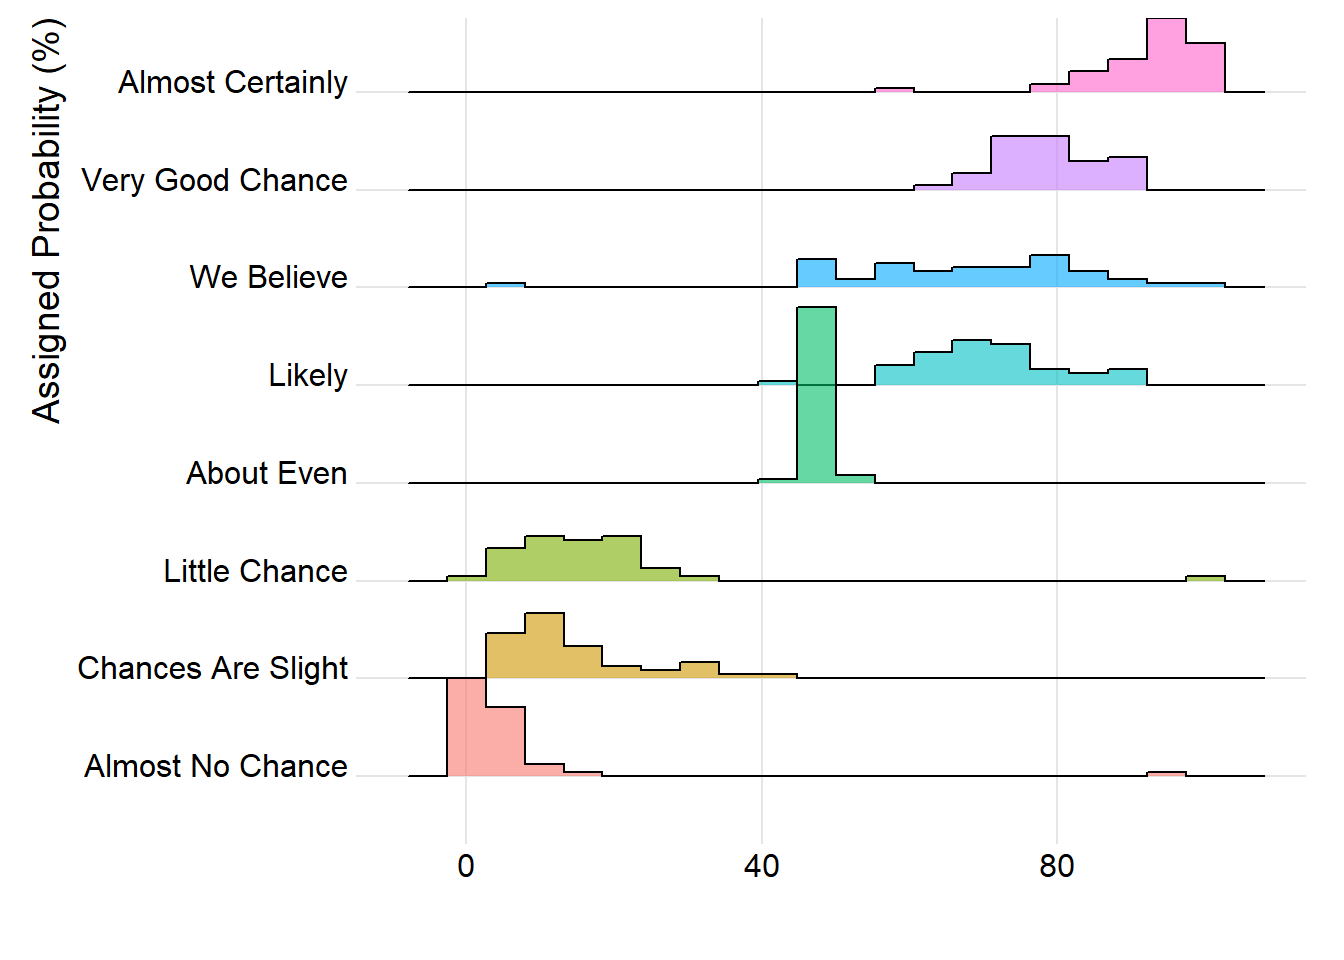 Assigned Probability (%)
Almost Certainly
Very Good Chance
We Believe
Likely
About Even
Little Chance
Chances Are Slight
Almost No Chance
0 40 80